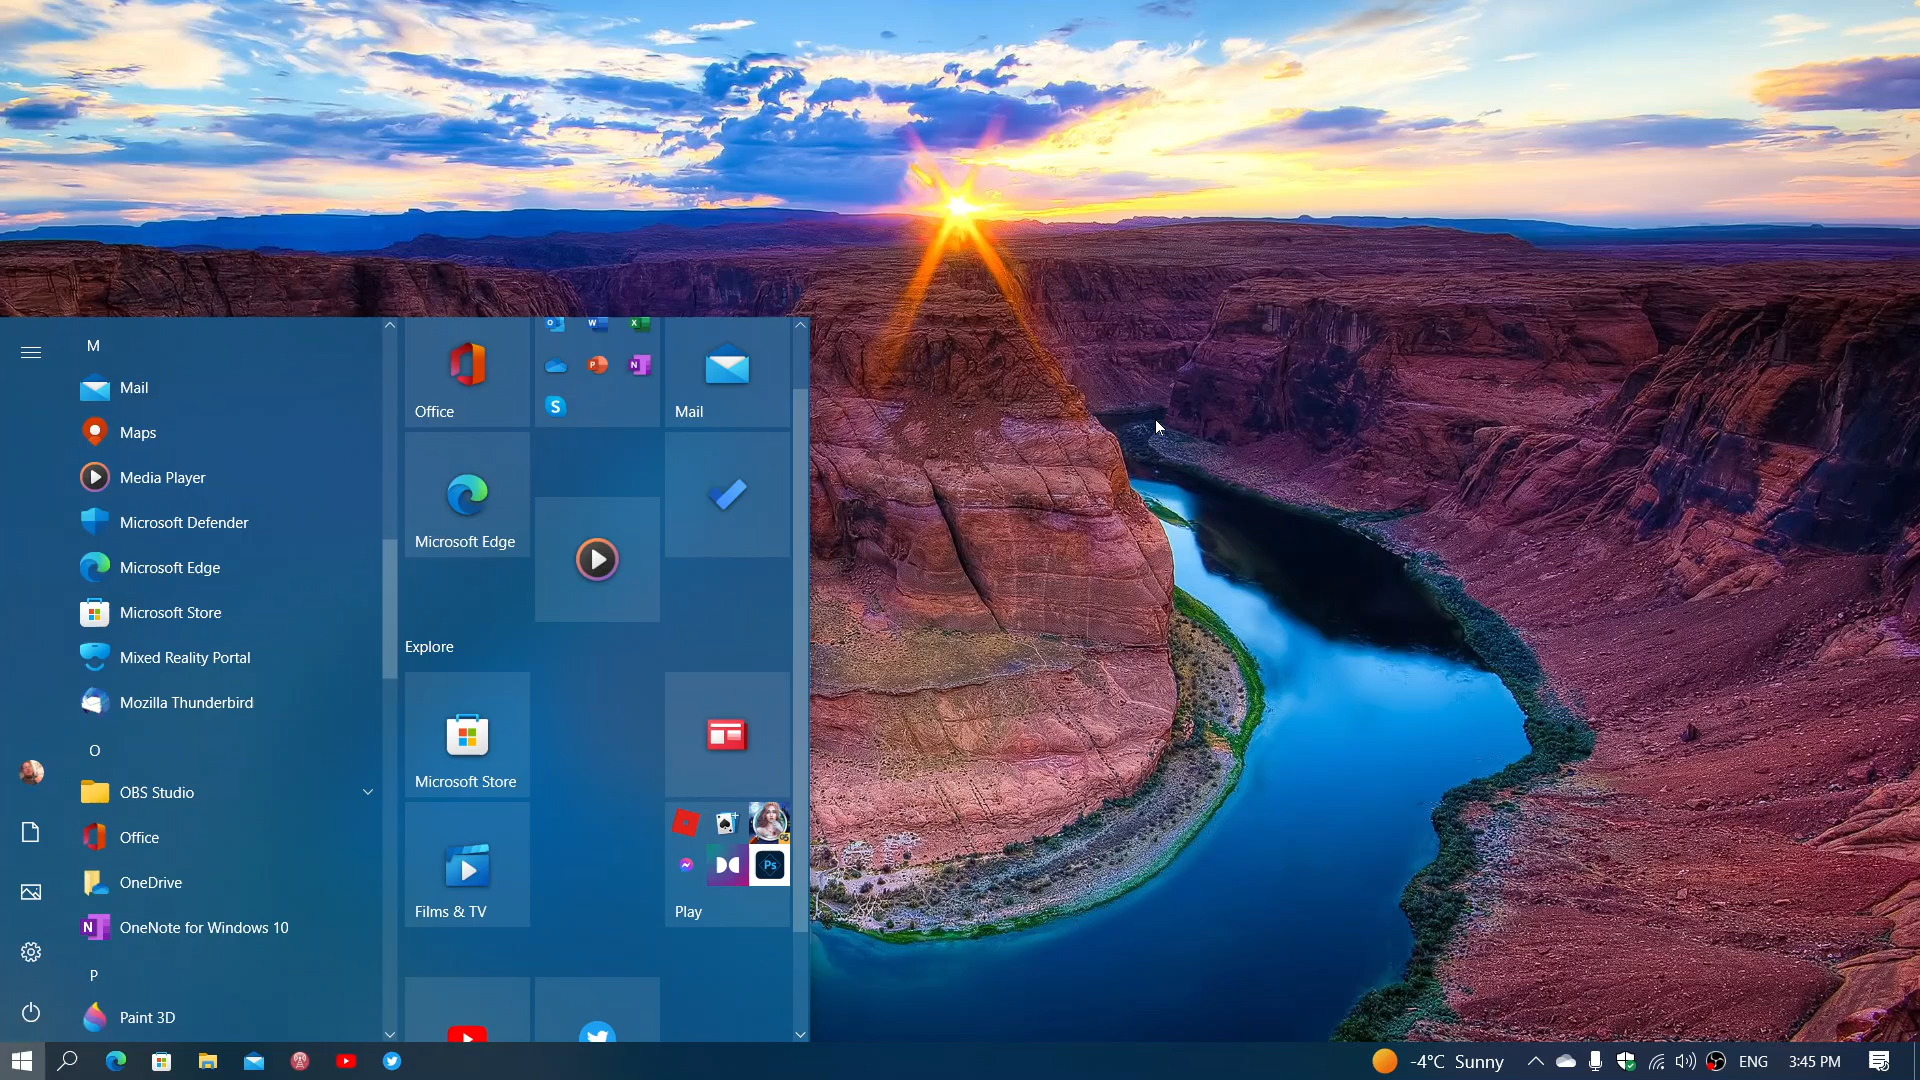 M
Mail
Maps
Media Player
Microsoft Defender
Microsoft Edge
Microsoft Store
Mixed Reality Portal
Mozilla Thunderbird
O
OBS Studio
Office
OneDrive
OneNote for Windows 10
P
Paint 3D
Office
Mail
Microsoft Edge
Explore
Microsoft Store
Films & TV
Ps
Play
-4°C Sunny
ENG
3:45 PM